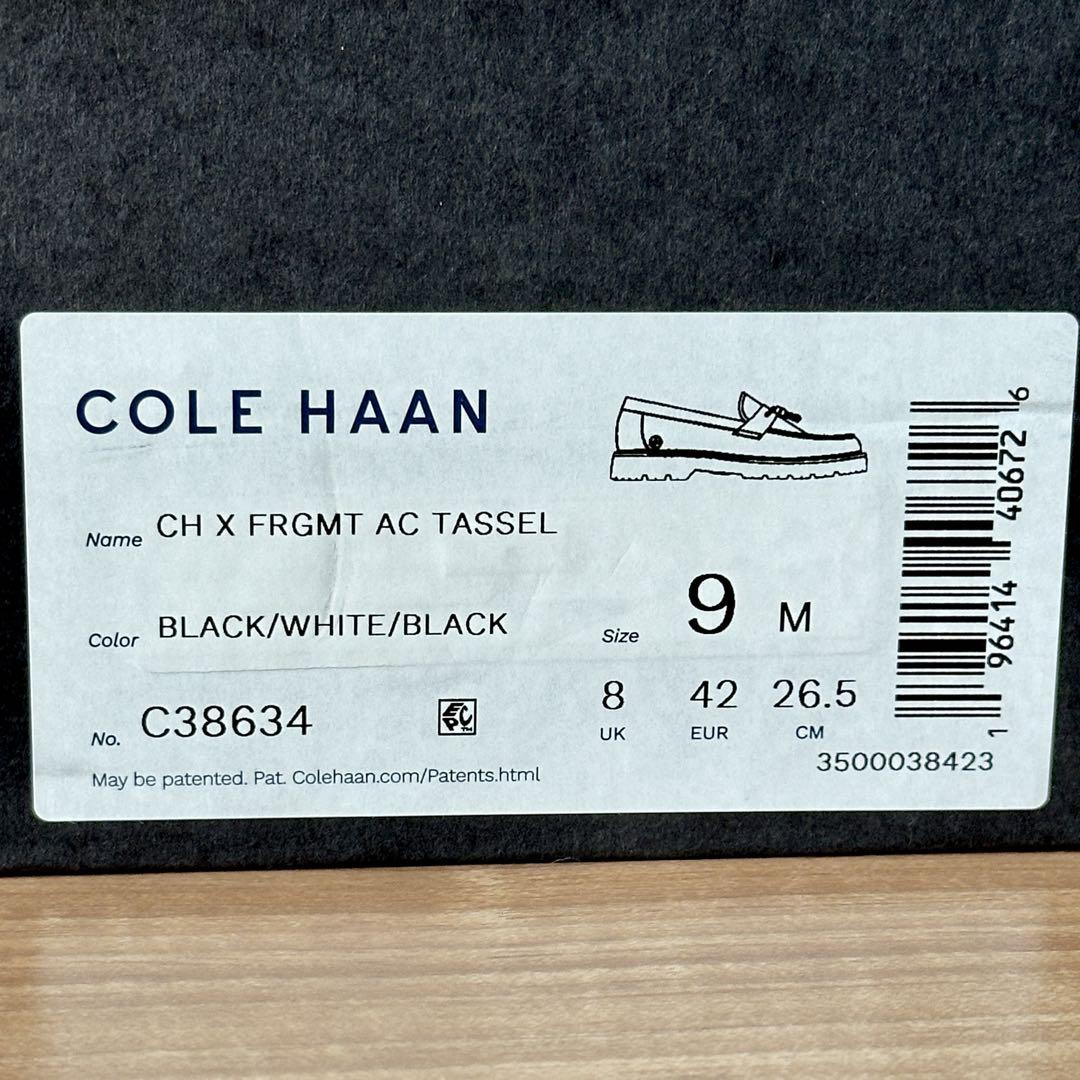 COLE HAAN
Name CH X FRGMT AC TASSEL
Color BLACK/WHITE/BLACK
Size 9 M
No. C38634
EPC™
8 42 26.5
UK EUR CM
May be patented. Pat. Colehaan.com/Patents.html
1 96414 40672 6
3500038423